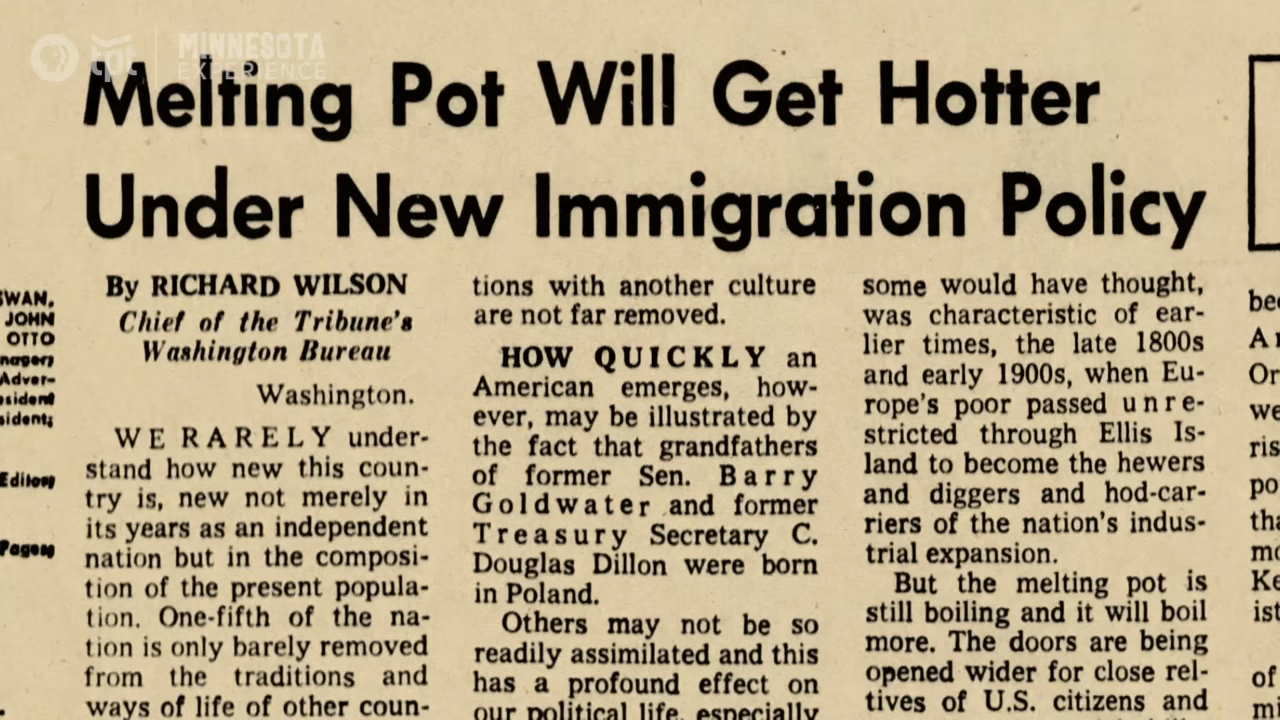 tpt
MINNESOTA
EXPERIENCE
Melting Pot Will Get Hotter
Under New Immigration Policy
SWAN,
JOHN
OTTO
Editors
Pages
By RICHARD WILSON
Chief of the Tribune's
Washington Bureau
Washington.
WE RARELY under-
stand how new this coun-
try is, new not merely in
its years as an independent
nation but in the composi-
tion of the present popula-
tion. One-fifth of the na-
tion is only barely removed
from the traditions and
ways of life of other coun-
tions with another culture
are not far removed.
HOW QUICKLY an
American emerges, how-
ever, may be illustrated by
the fact that grandfathers
of former Sen. Barry
Goldwater and former
Treasury Secretary C.
Douglas Dillon were born
in Poland.
Others may not be so
readily assimilated and this
has a profound effect on
our political life, especially
some would have thought,
was characteristic of ear-
lier times, the late 1800s
and early 1900s, when Eu-
rope's poor passed unre-
stricted through Ellis Is-
land to become the hewers
and diggers and hod-car-
riers of the nation's indus-
trial expansion.
But the melting pot is
still boiling and it will boil
more. The doors are being
opened wider for close rel-
tives of U.S. citizens and